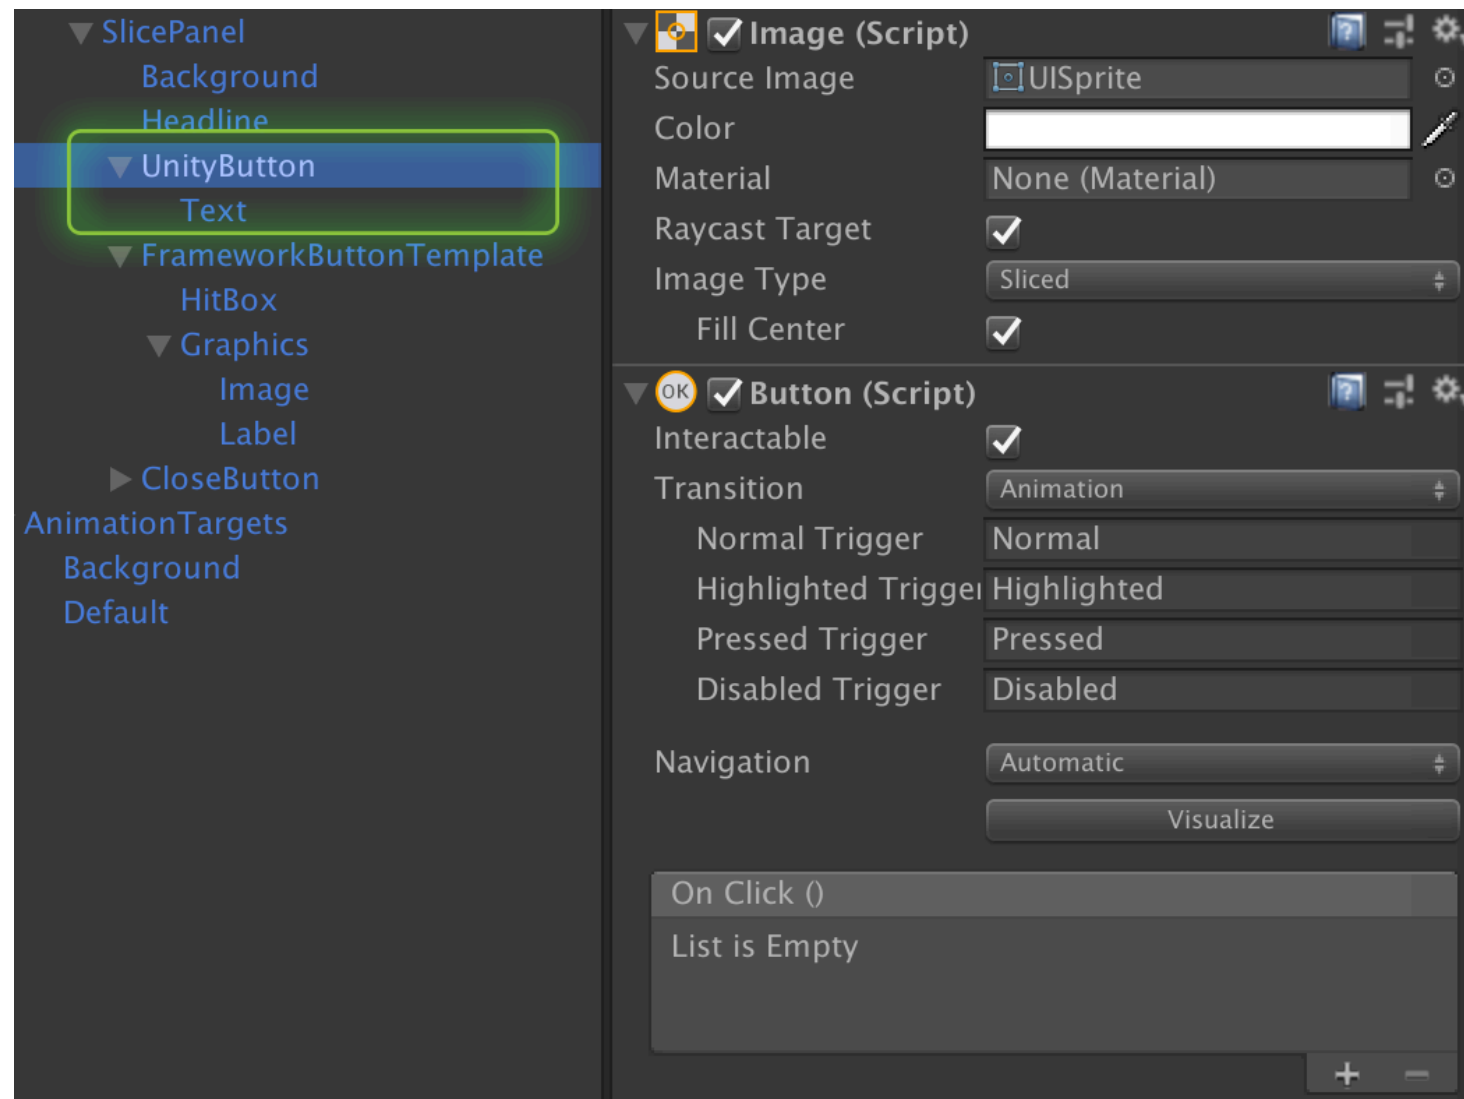 SlicePanel
Background
Headline
UnityButton
Text
FrameworkButtonTemplate
HitBox
Graphics
Image
Label
CloseButton
AnimationTargets
Background
Default
Image (Script)
Source Image UISprite
Color
Material None (Material)
Raycast Target
Image Type Sliced
Fill Center
OK Button (Script)
Interactable
Transition Animation
Normal Trigger Normal
Highlighted Trigger Highlighted
Pressed Trigger Pressed
Disabled Trigger Disabled
Navigation Automatic
Visualize
On Click ()
List is Empty